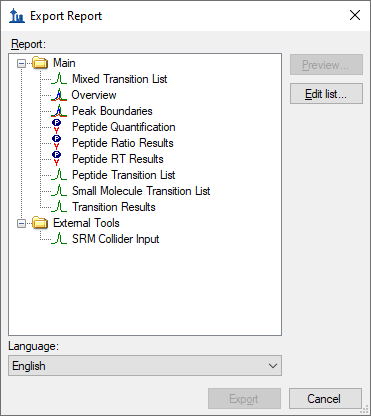 Export Report
Report:
Preview...
Edit list...
Main
Mixed Transition List
Overview
Peak Boundaries
Peptide Quantification
Peptide Ratio Results
Peptide RT Results
Peptide Transition List
Small Molecule Transition List
Transition Results
External Tools
SRM Collider Input
Language:
English
Export
Cancel